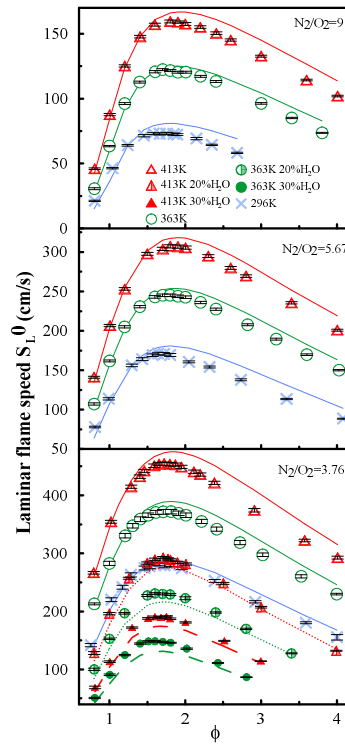 N2/O2=9
150
100
50
0
413K
413K 20%H2O
413K 30%H2O
363K
363K 20%H2O
363K 30%H2O
296K
N2/O2=5.67
300
250
200
150
100
50
N2/O2=3.76
400
300
200
100
1 2 3 4
ϕ
Laminar flame speed SL0 (cm/s)